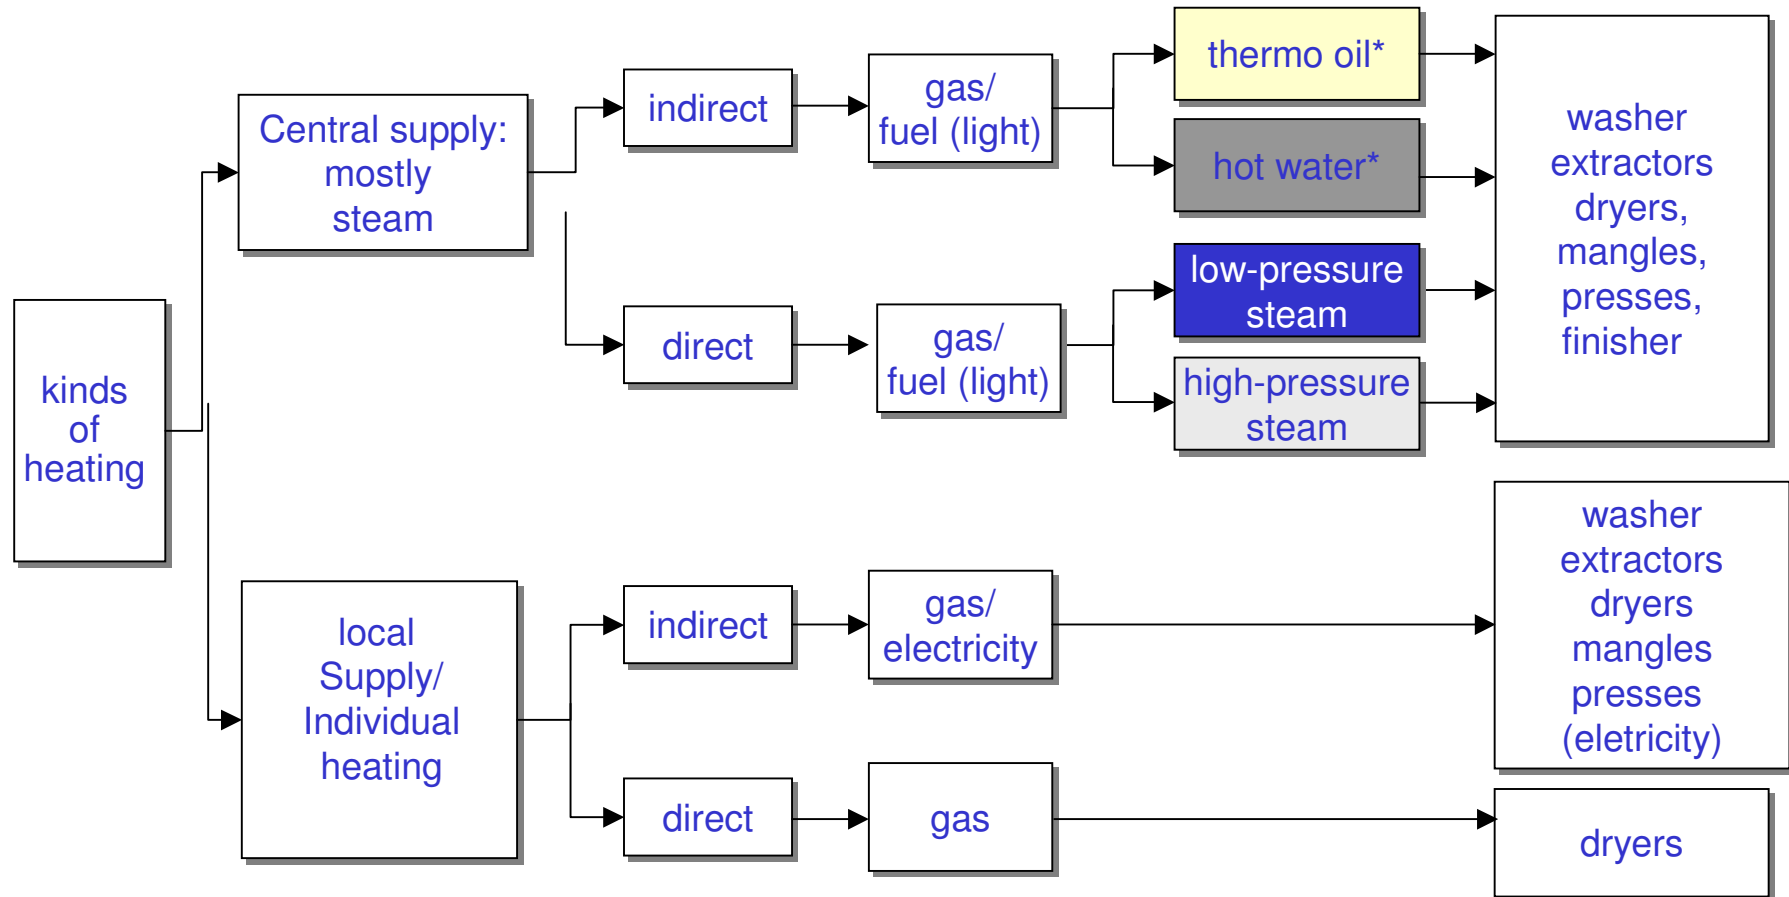 kinds
of
heating
Central supply:
mostly
steam
indirect
gas/
fuel (light)
thermo oil*
hot water*
direct
gas/
fuel (light)
low-pressure
steam
high-pressure
steam
washer
extractors
dryers,
mangles,
presses,
finisher
local
Supply/
Individual
heating
indirect
gas/
electricity
washer
extractors
dryers
mangles
presses
(eletricity)
direct
gas
dryers